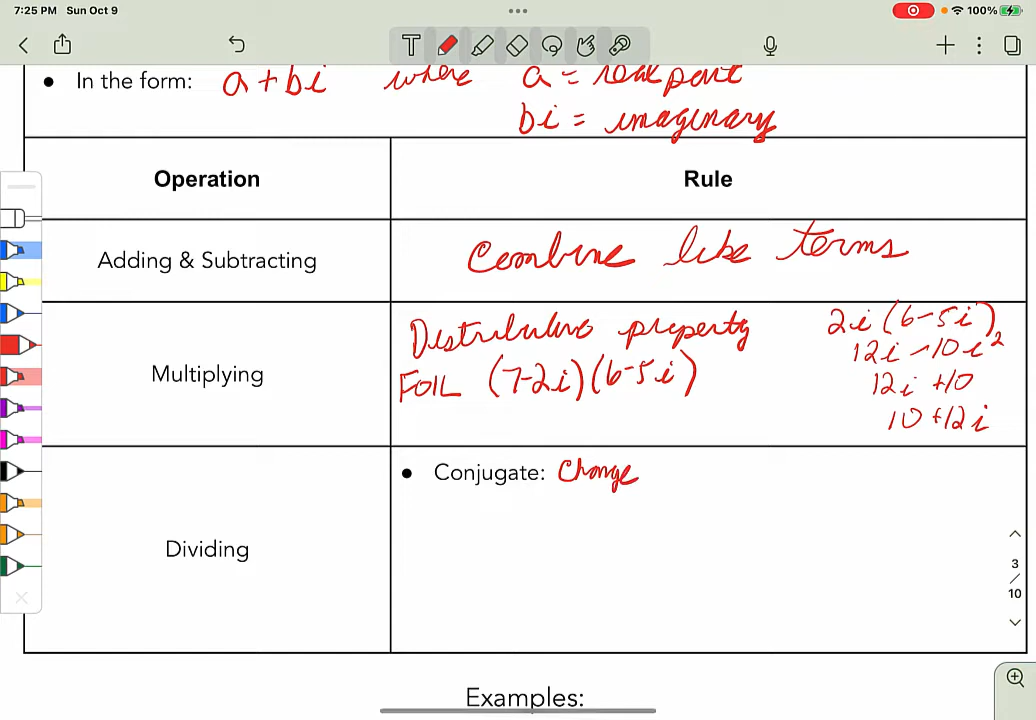 7:25 PM Sun Oct 9
100%
T
• In the form: a + bi where a = real part
bi = imaginary
Operation Rule
Adding & Subtracting Combine like terms
Distributive property 2i(6-5i)
12i - 10i²
Multiplying FOIL (7-2i)(6-5i) 12i + 10
10 + 12i
• Conjugate: Change
Dividing
3
/
10
Examples: